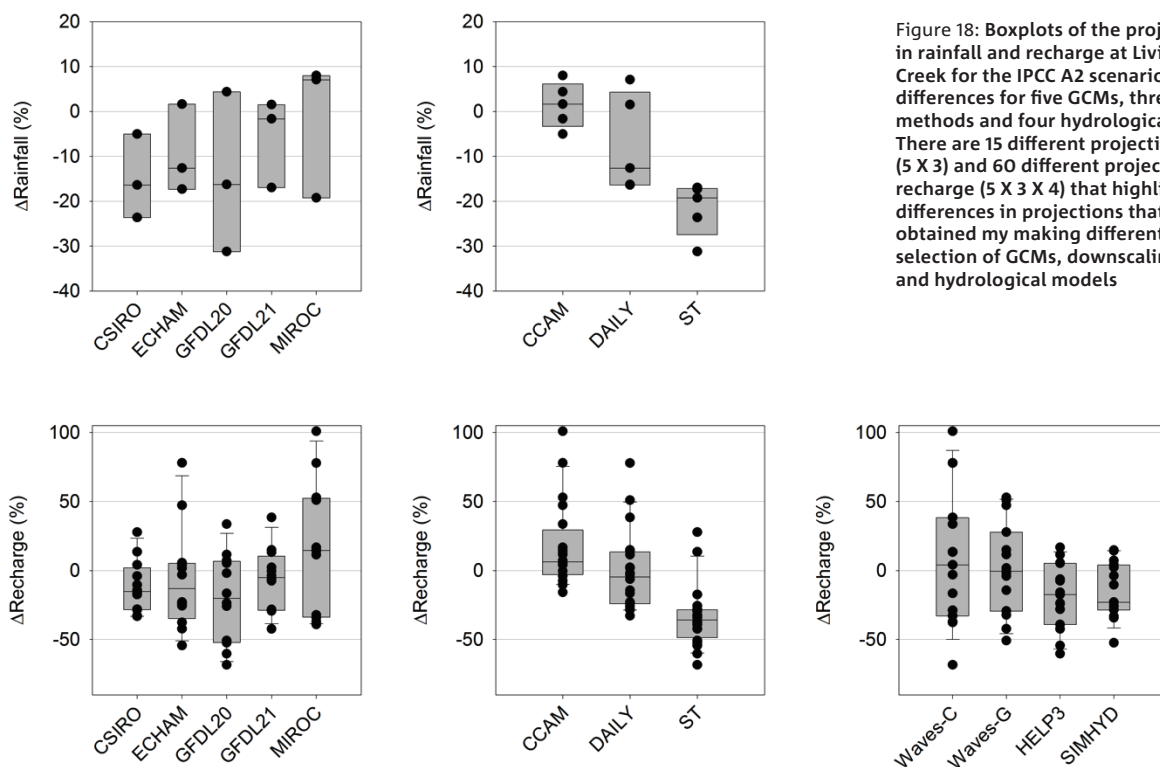 20
10
0
-10
-20
-30
-40
ΔRainfall (%)
CSIRO
ECHAM
GFDL20
GFDL21
MIROC
20
10
0
-10
-20
-30
-40
ΔRainfall (%)
CCAM
DAILY
ST
Figure 18: Boxplots of the proj
in rainfall and recharge at Livi
Creek for the IPCC A2 scenario
differences for five GCMs, thre
methods and four hydrologica
There are 15 different projecti
(5 X 3) and 60 different projec
recharge (5 X 3 X 4) that highli
differences in projections that
obtained my making different
selection of GCMs, downscalin
and hydrological models
100
50
0
-50
ΔRecharge (%)
CSIRO
ECHAM
GFDL20
GFDL21
MIROC
100
50
0
-50
ΔRecharge (%)
CCAM
DAILY
ST
100
50
0
-50
ΔRecharge (%)
Waves-C
Waves-G
HELP3
SIMHYD